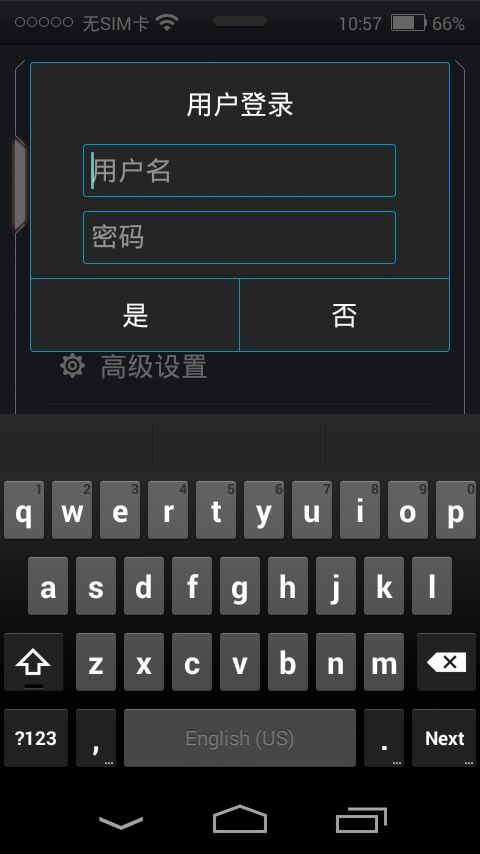 无SIM卡 10:57 66%
用户登录
用户名
密码
是 否
高级设置
1 2 3 4 5 6 7 8 9 0
q w e r t y u i o p
a s d f g h j k l
z x c v b n m
?123 , ... English (US) . ... Next ...